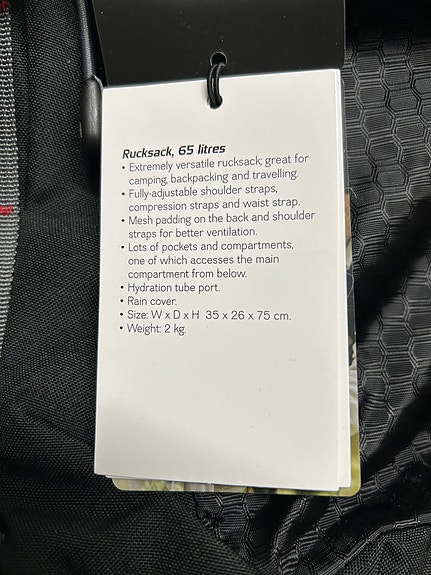 Rucksack, 65 litres
• Extremely versatile rucksack; great for
camping, backpacking and travelling.
• Fully-adjustable shoulder straps,
compression straps and waist strap.
• Mesh padding on the back and shoulder
straps for better ventilation.
• Lots of pockets and compartments,
one of which accesses the main
compartment from below.
• Hydration tube port.
• Rain cover.
• Size: W x D x H 35 x 26 x 75 cm.
• Weight: 2 kg.